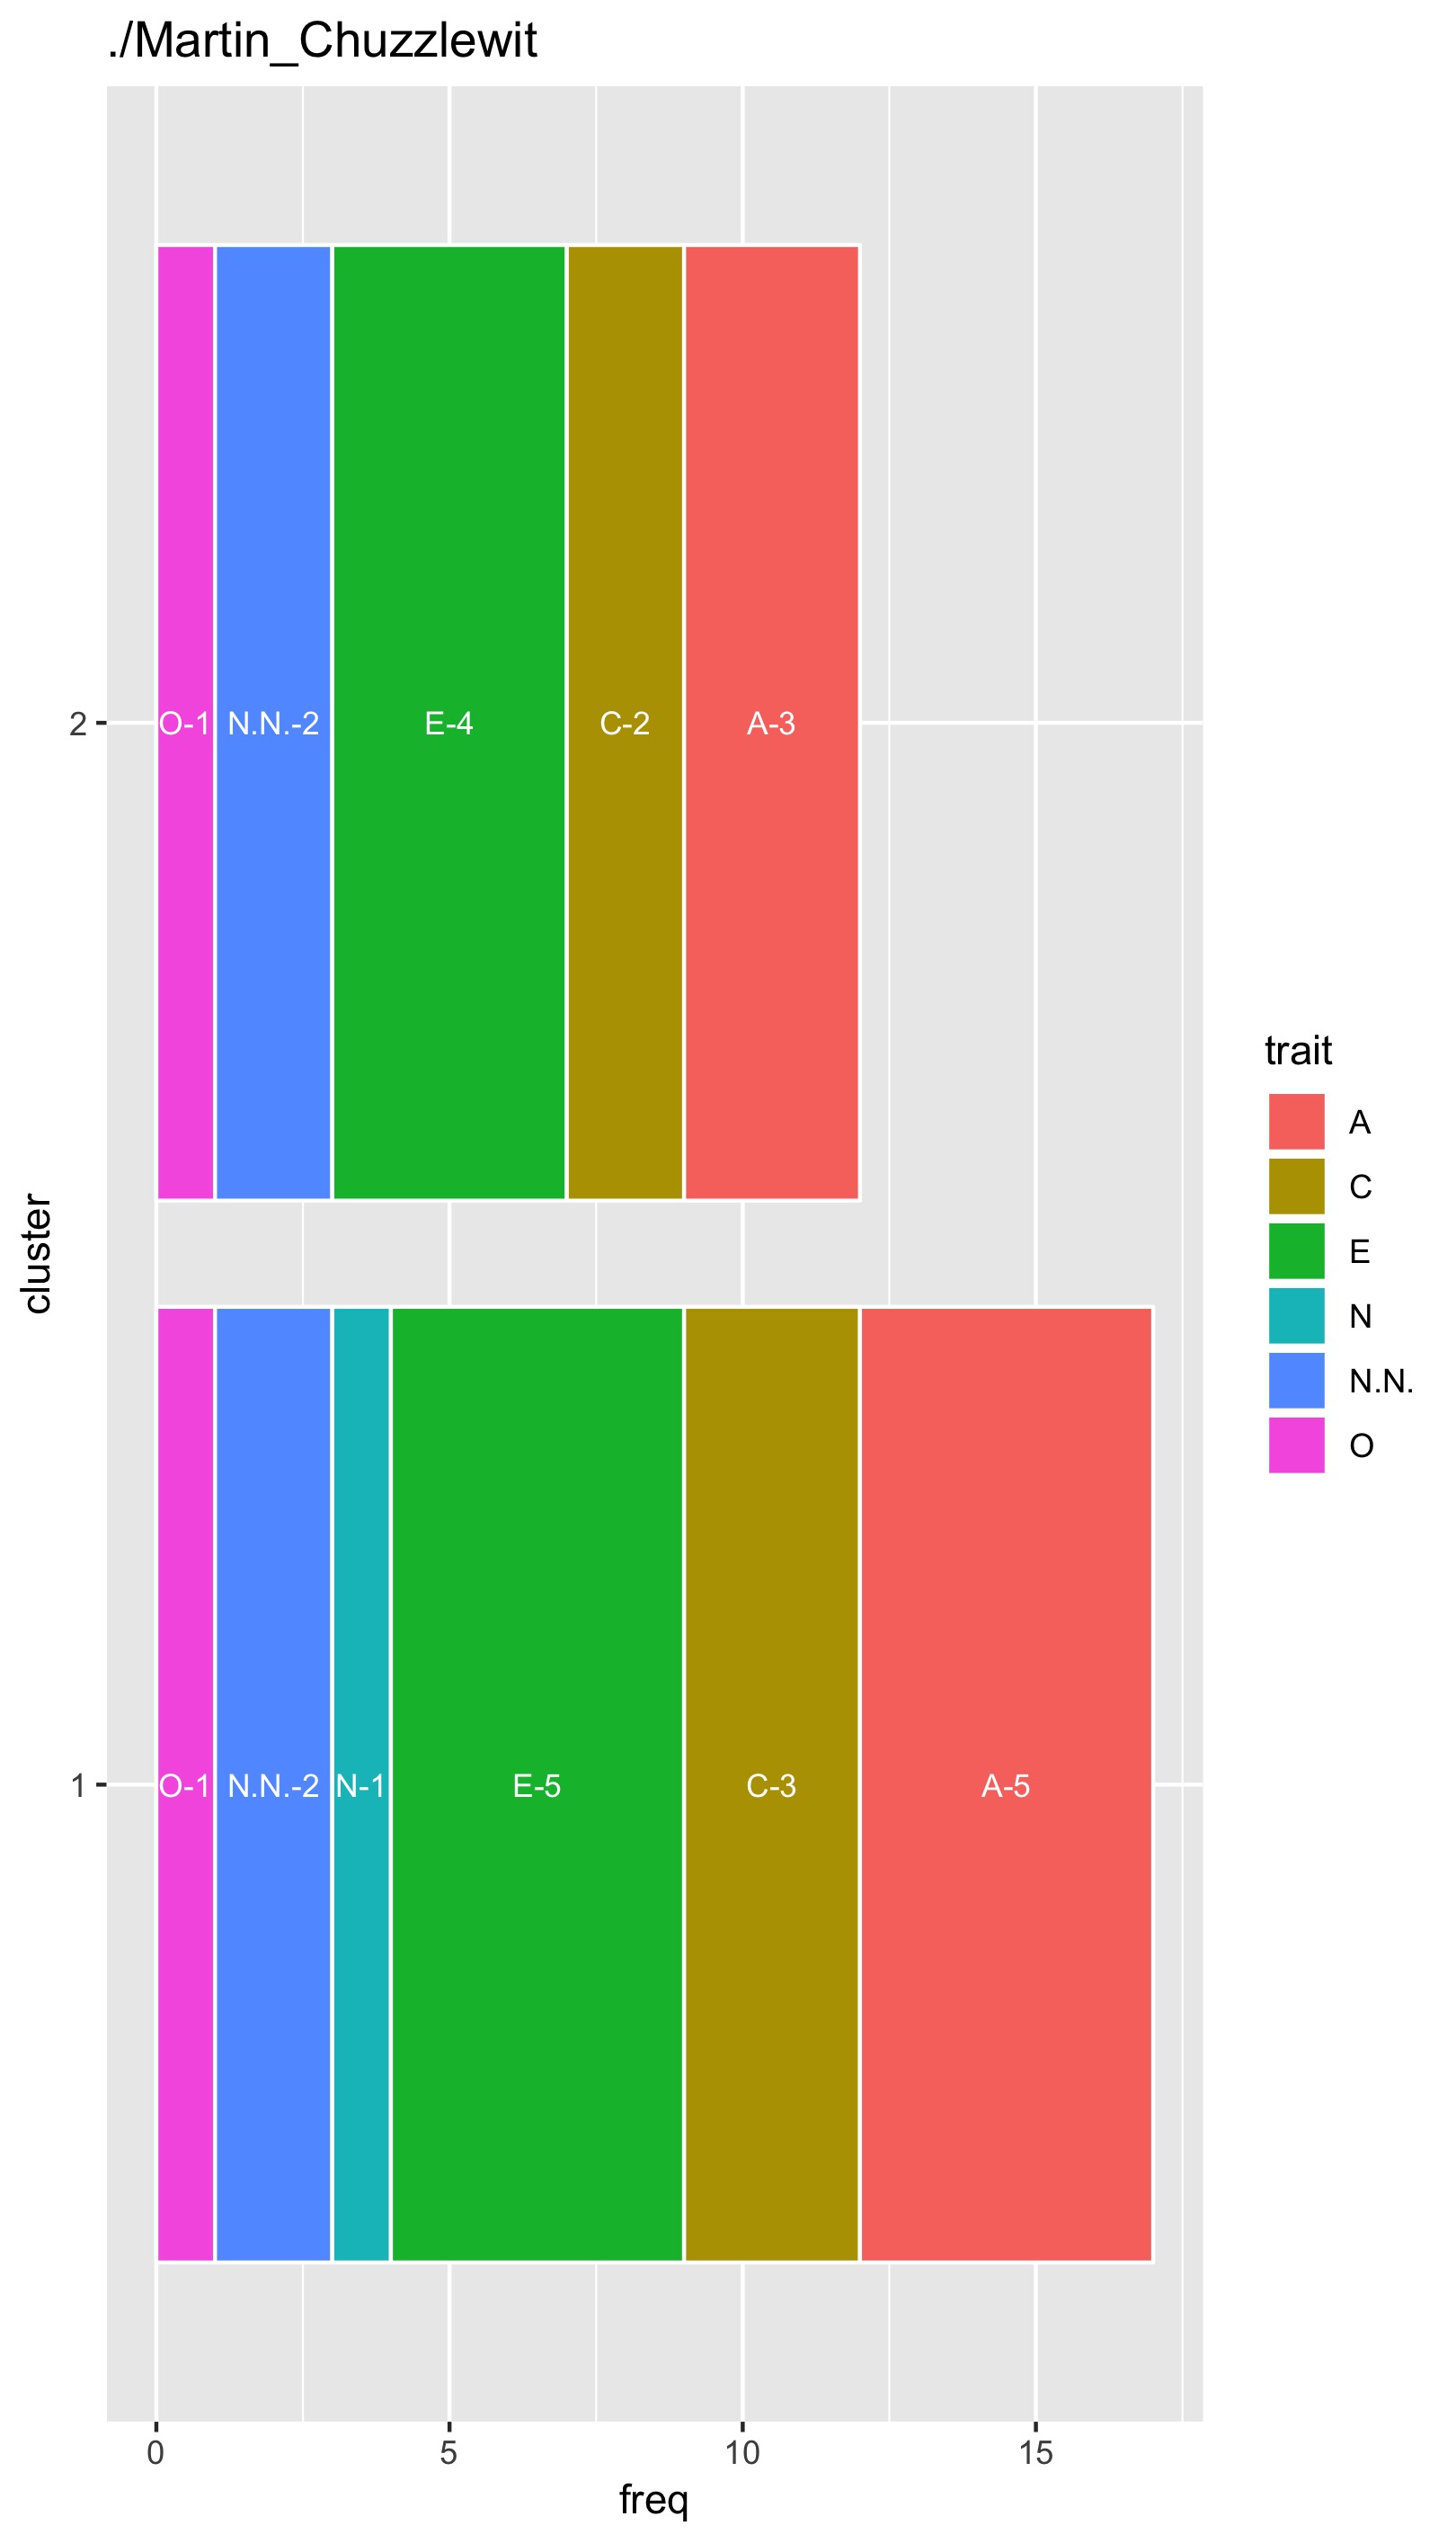 ./Martin_Chuzzlewit
2
O-1 N.N.-2 E-4 C-2 A-3
cluster
1
O-1 N.N.-2 N-1 E-5 C-3 A-5
0 5 10 15
freq
trait
A
C
E
N
N.N.
O